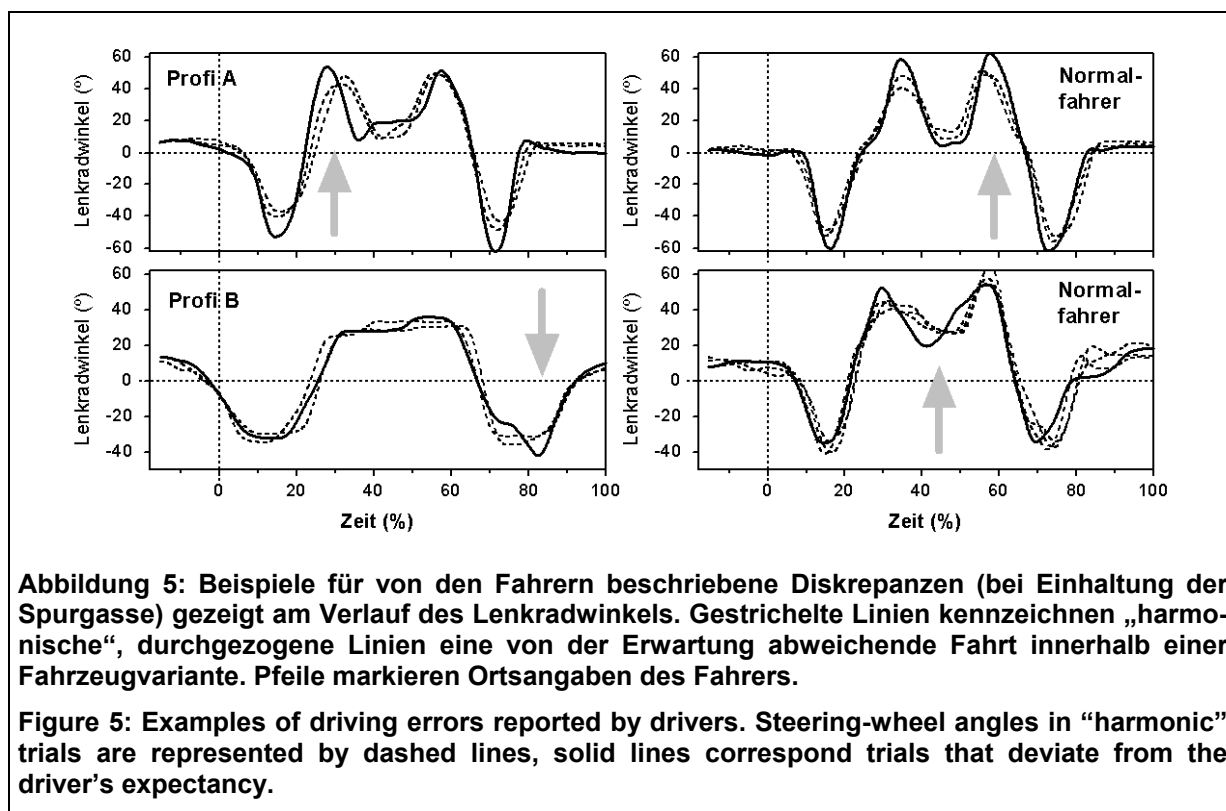 60
40
20
0
-20
-40
-60
Lenkradwinkel (°)
Profi A
60
40
20
0
-20
-40
-60
Lenkradwinkel (°)
Normal-
fahrer
60
40
20
0
-20
-40
Lenkradwinkel (°)
Profi B
0 20 40 60 80 100
Zeit (%)
60
40
20
0
-20
-40
Lenkradwinkel (°)
Normal-
fahrer
0 20 40 60 80 100
Zeit (%)
Abbildung 5: Beispiele für von den Fahrern beschriebene Diskrepanzen (bei Einhaltung der
Spurgasse) gezeigt am Verlauf des Lenkradwinkels. Gestrichelte Linien kennzeichnen „harmo-
nische“, durchgezogene Linien eine von der Erwartung abweichende Fahrt innerhalb einer
Fahrzeugvariante. Pfeile markieren Ortsangaben des Fahrers.
Figure 5: Examples of driving errors reported by drivers. Steering-wheel angles in “harmonic”
trials are represented by dashed lines, solid lines correspond trials that deviate from the
driver’s expectancy.